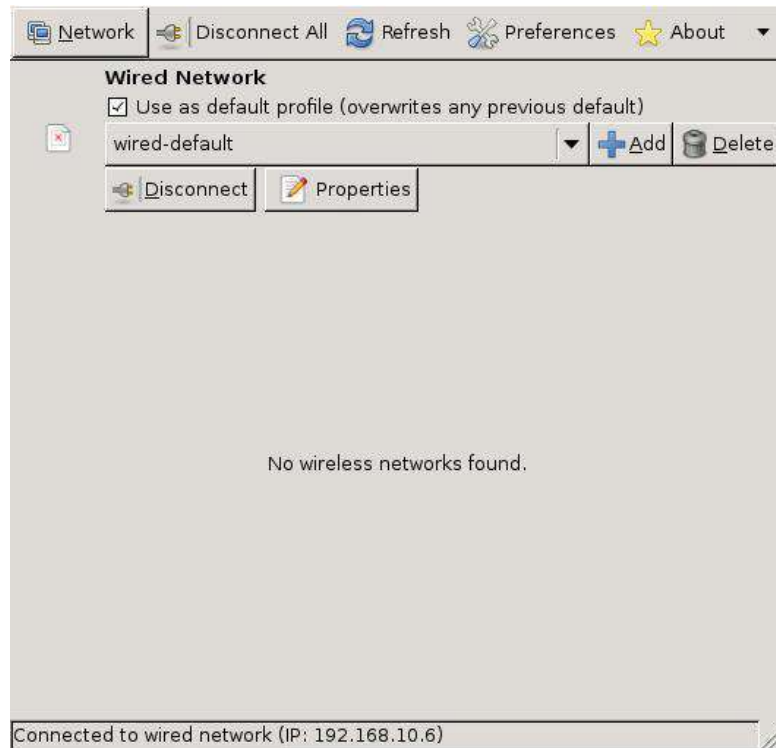 Network Disconnect All Refresh Preferences About
Wired Network
Use as default profile (overwrites any previous default)
wired-default Add Delete
Disconnect Properties
No wireless networks found.
Connected to wired network (IP: 192.168.10.6)